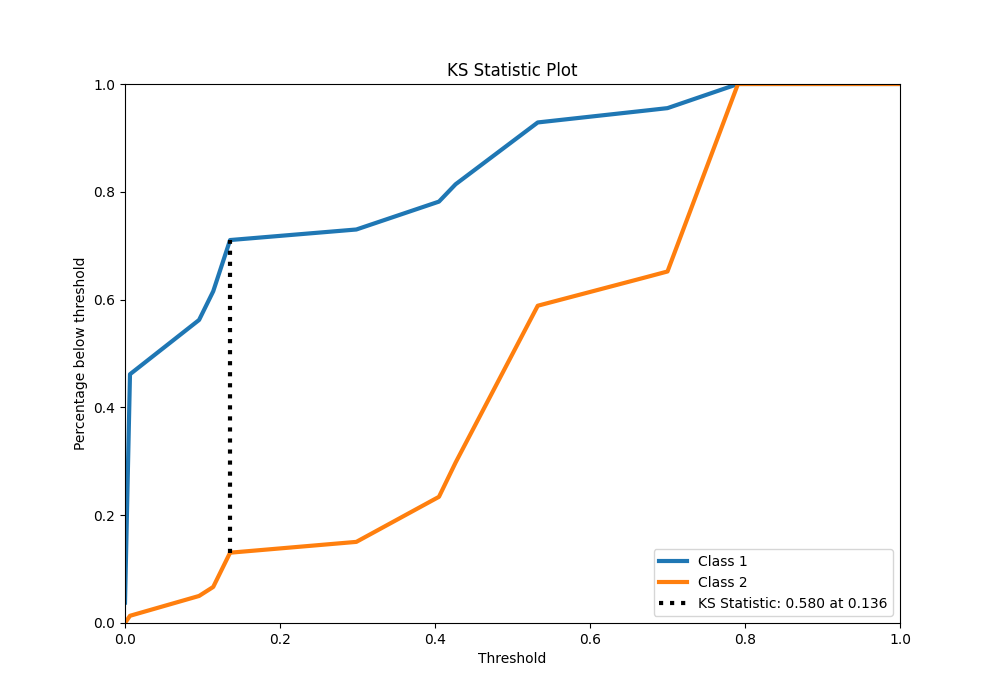 KS Statistic Plot
Percentage below threshold
1.0
0.8
0.6
0.4
0.2
0.0
0.0 0.2 0.4 0.6 0.8 1.0
Threshold
Class 1
Class 2
KS Statistic: 0.580 at 0.136